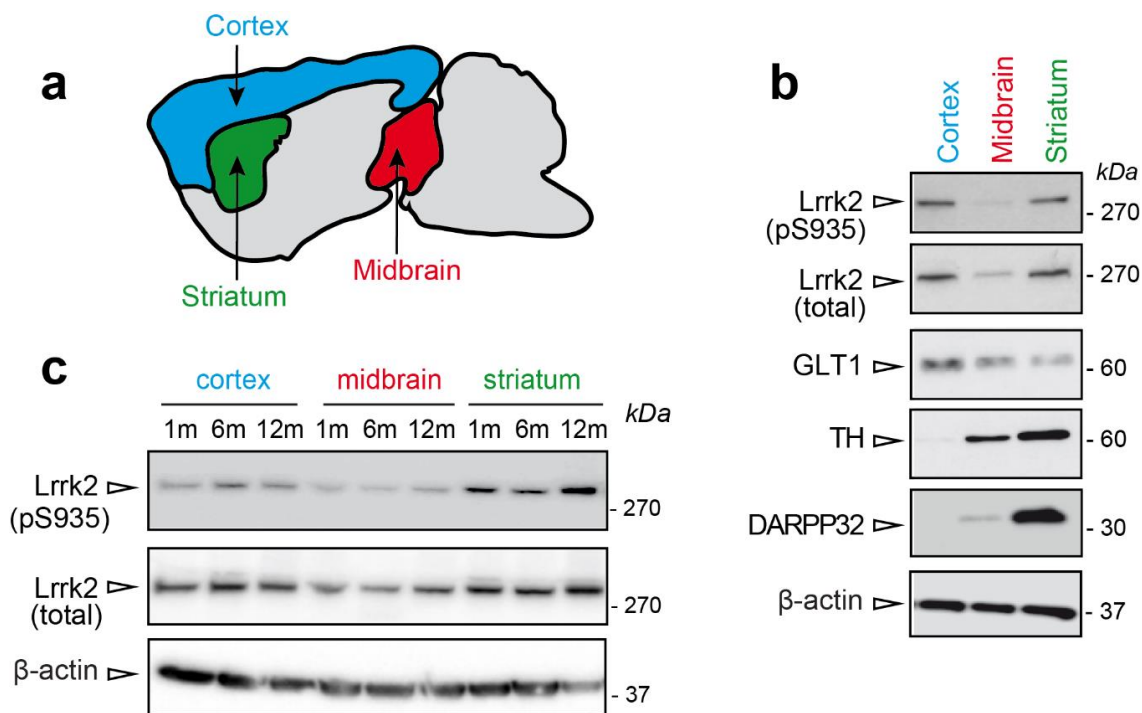 a
Cortex
Striatum
Midbrain
b
Cortex
Midbrain
Striatum
kDa
Lrrk2
(pS935)
- 270
Lrrk2
(total)
- 270
GLT1
- 60
TH
- 60
DARPP32
- 30
β-actin
- 37
c
cortex midbrain striatum
1m 6m 12m 1m 6m 12m 1m 6m 12m
kDa
Lrrk2
(pS935)
- 270
Lrrk2
(total)
- 270
β-actin
- 37